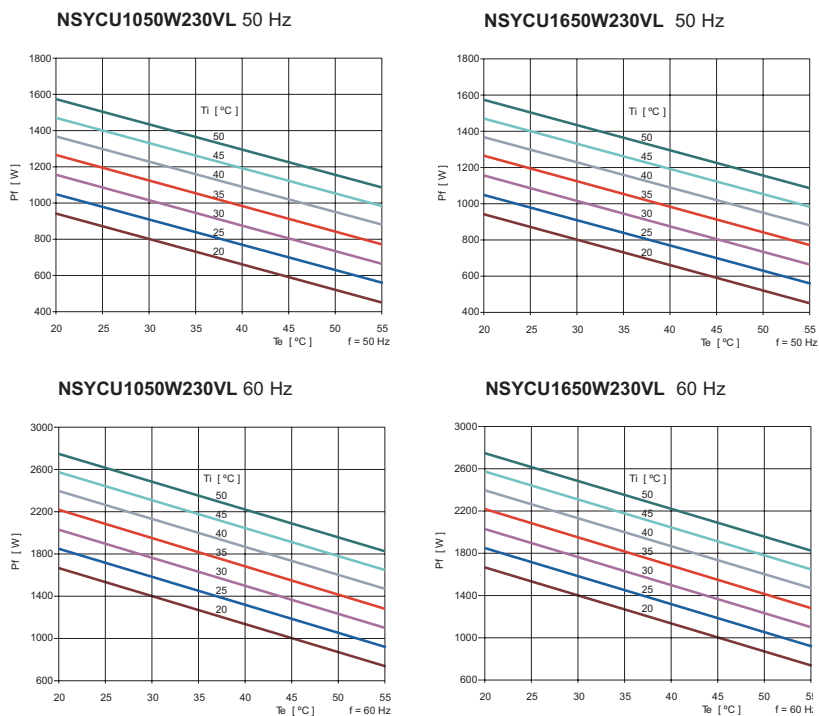 NSYCU1050W230VL 50 Hz
1800
1600
1400
1200
1000
800
600
400
Pf [ W ]
Ti [ ºC ]
50
45
40
35
30
25
20
20 25 30 35 40 45 50 55
Te [ ºC ] f = 50 Hz
NSYCU1650W230VL 50 Hz
1800
1600
1400
1200
1000
800
600
400
Pf [ W ]
Ti [ ºC ]
50
45
40
35
30
25
20
20 25 30 35 40 45 50 55
Te [ ºC ] f = 50 Hz
NSYCU1050W230VL 60 Hz
3000
2600
2200
1800
1400
1000
600
Pf [ W ]
Ti [ ºC ]
50
45
40
35
30
25
20
20 25 30 35 40 45 50 55
Te [ ºC ] f = 60 Hz
NSYCU1650W230VL 60 Hz
3000
2600
2200
1800
1400
1000
600
Pf [ W ]
Ti [ ºC ]
50
45
40
35
30
25
20
20 25 30 35 40 45 50 55
Te [ ºC ] f = 60 Hz